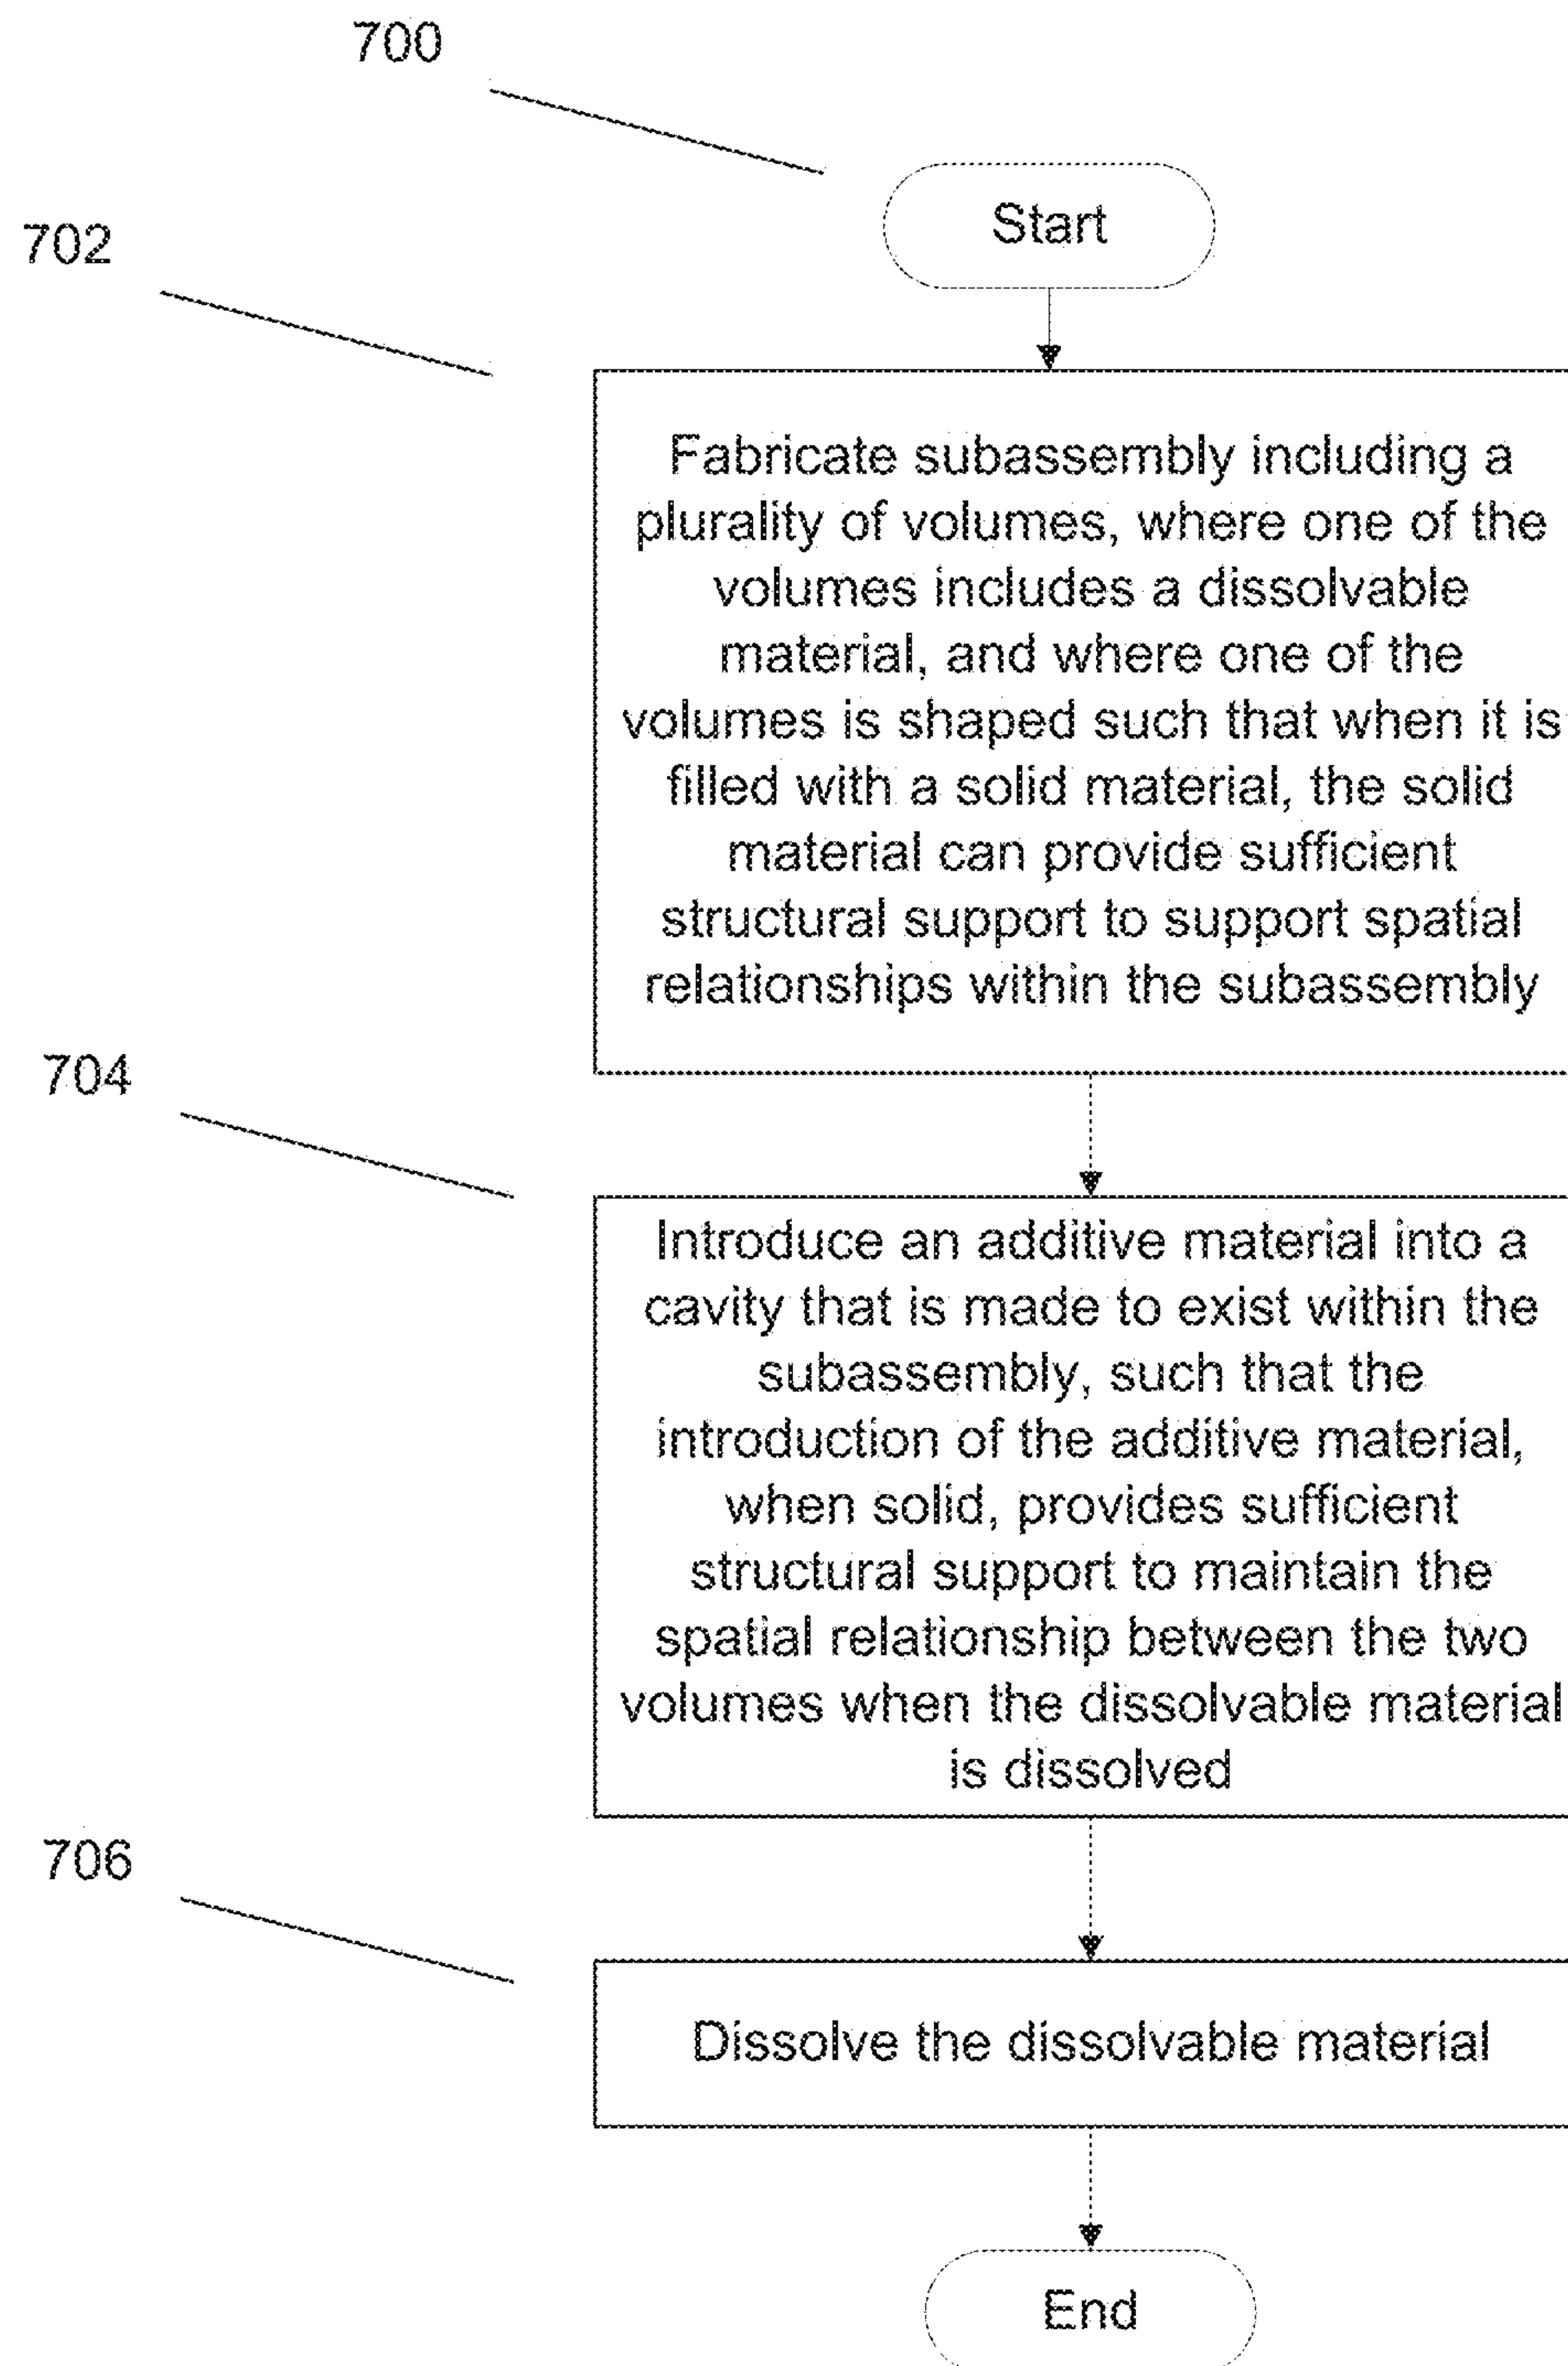 700
Start
702
Fabricate subassembly including a
plurality of volumes, where one of the
volumes includes a dissolvable
material, and where one of the
volumes is shaped such that when it is
filled with a solid material, the solid
material can provide sufficient
structural support to support spatial
relationships within the subassembly
704
Introduce an additive material into a
cavity that is made to exist within the
subassembly, such that the
introduction of the additive material,
when solid, provides sufficient
structural support to maintain the
spatial relationship between the two
volumes when the dissolvable material
is dissolved
706
Dissolve the dissolvable material
End